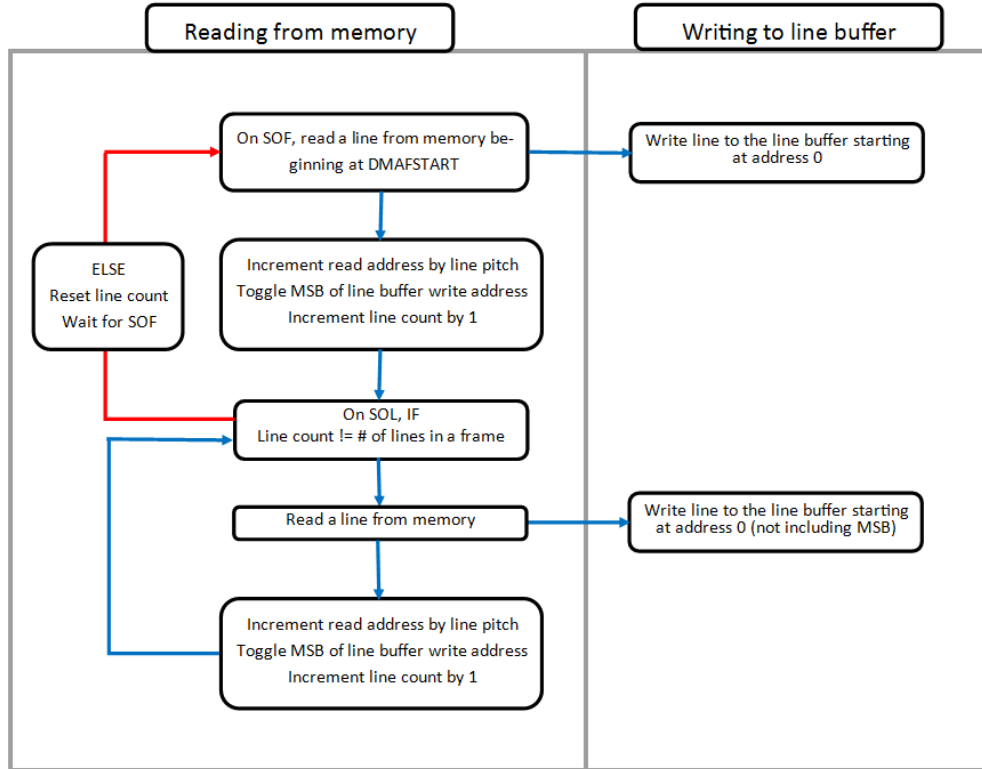 Reading from memory
Writing to line buffer
On SOF, read a line from memory be-
ginning at DMAFSTART
Write line to the line buffer starting
at address 0
ELSE
Reset line count
Wait for SOF
Increment read address by line pitch
Toggle MSB of line buffer write address
Increment line count by 1
On SOL, IF
Line count != # of lines in a frame
Read a line from memory
Write line to the line buffer starting
at address 0 (not including MSB)
Increment read address by line pitch
Toggle MSB of line buffer write address
Increment line count by 1